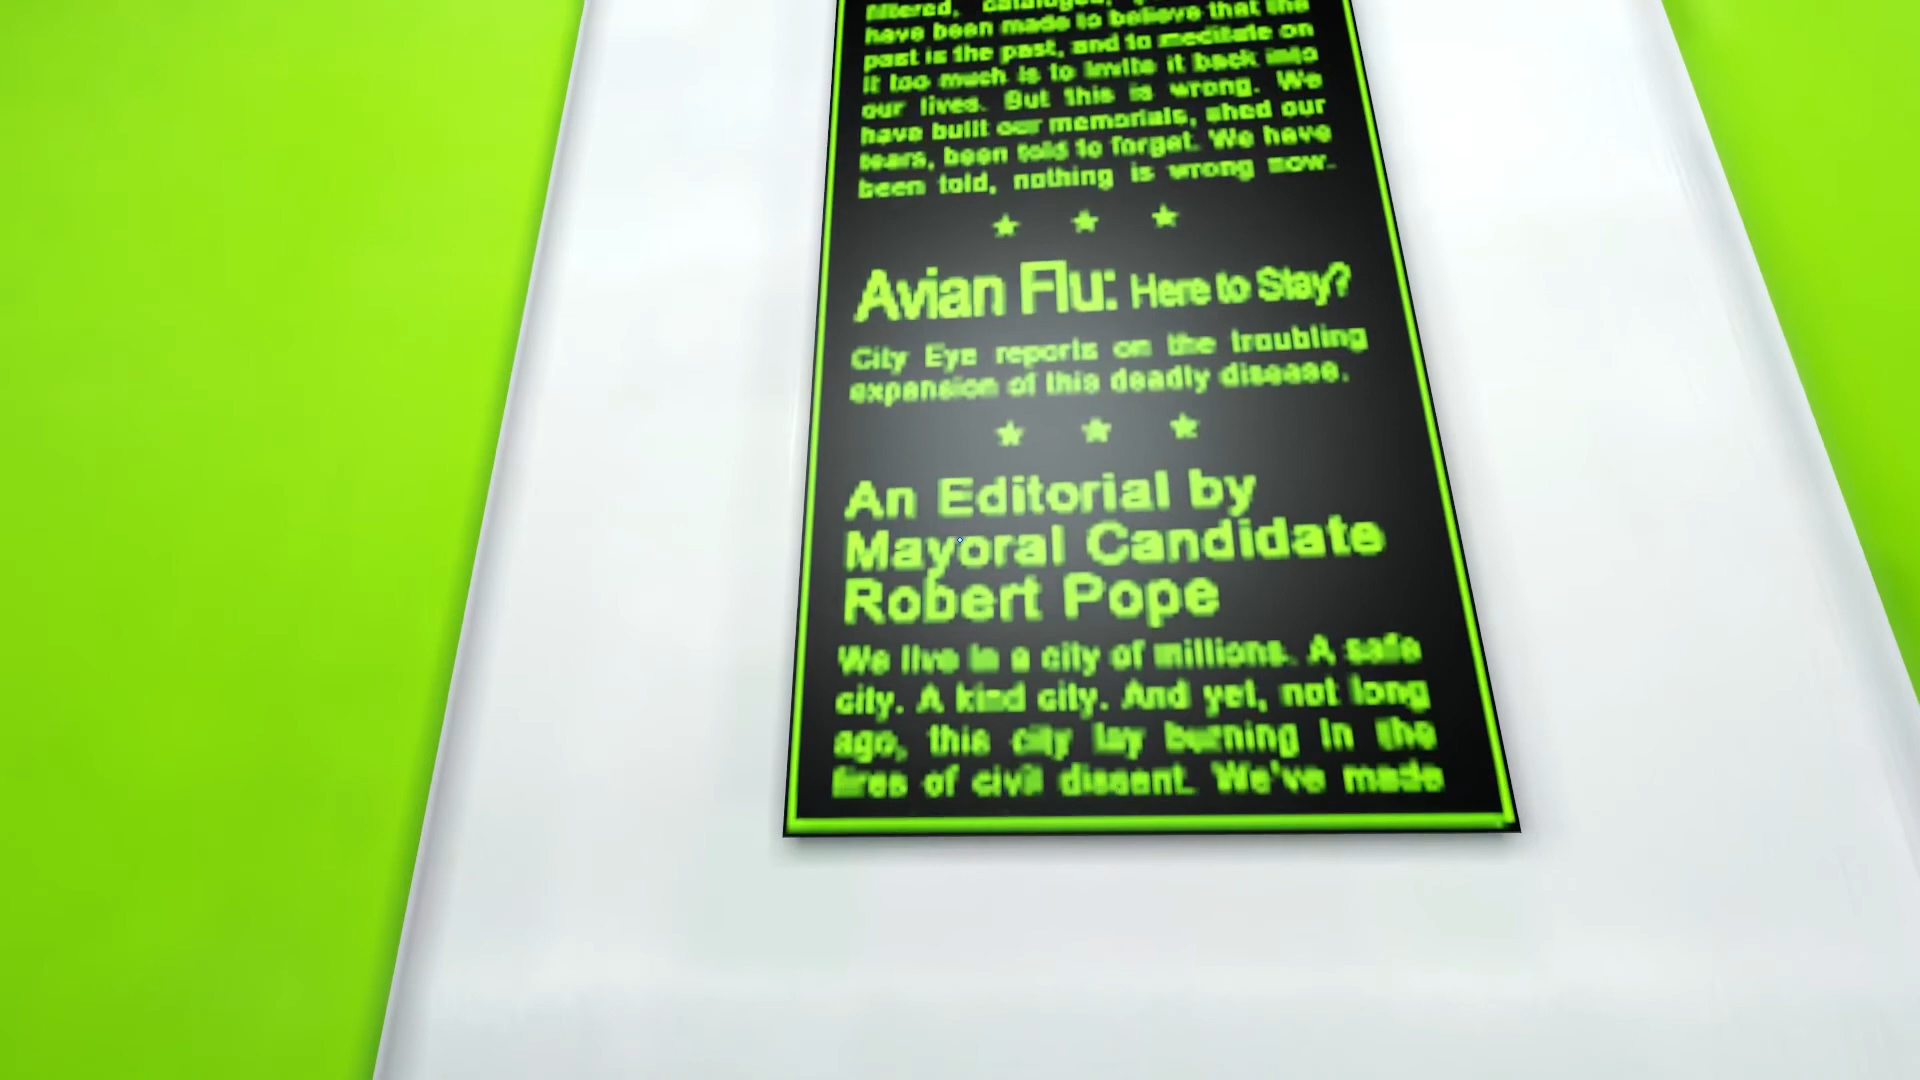 filtered, cataloged,
have been made to believe that the
past is the past, and to meditate on
it too much is to invite it back into
our lives. But this is wrong. We
have built our memorials, shed our
tears, been told to forget. We have
been told, nothing is wrong now.
Avian Flu: Here to Stay?
City Eye reports on the troubling
expansion of this deadly disease.
An Editorial by
Mayoral Candidate
Robert Pope
We live in a city of millions. A safe
city. A kind city. And yet, not long
ago, this city lay burning in the
fires of civil dissent. We've made